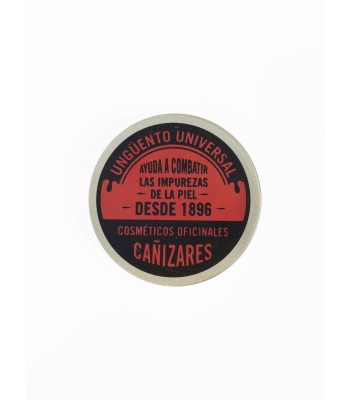 UNGÜENTO UNIVERSAL
AYUDA A COMBATIR
LAS IMPUREZAS
DE LA PIEL
DESDE 1896
COSMÉTICOS OFICINALES
CAÑIZARES